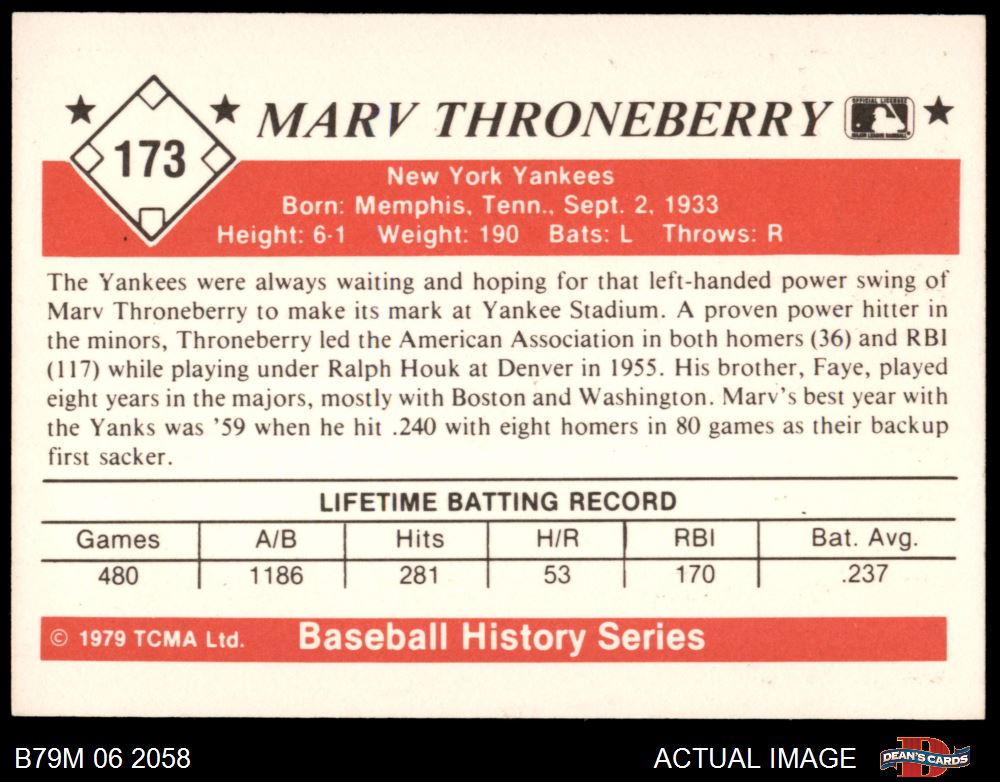 173
MARV THRONEBERRY
OFFICIAL LICENSEE
MAJOR LEAGUE BASEBALL
New York Yankees
Born: Memphis, Tenn., Sept. 2, 1933
Height: 6-1 Weight: 190 Bats: L Throws: R
The Yankees were always waiting and hoping for that left-handed power swing of
Marv Throneberry to make its mark at Yankee Stadium. A proven power hitter in
the minors, Throneberry led the American Association in both homers (36) and RBI
(117) while playing under Ralph Houk at Denver in 1955. His brother, Faye, played
eight years in the majors, mostly with Boston and Washington. Marv's best year with
the Yanks was '59 when he hit .240 with eight homers in 80 games as their backup
first sacker.
LIFETIME BATTING RECORD
Games A/B Hits H/R RBI Bat. Avg.
480 1186 281 53 170 .237
© 1979 TCMA Ltd. Baseball History Series
B79M 06 2058 ACTUAL IMAGE DEAN'S CARDS